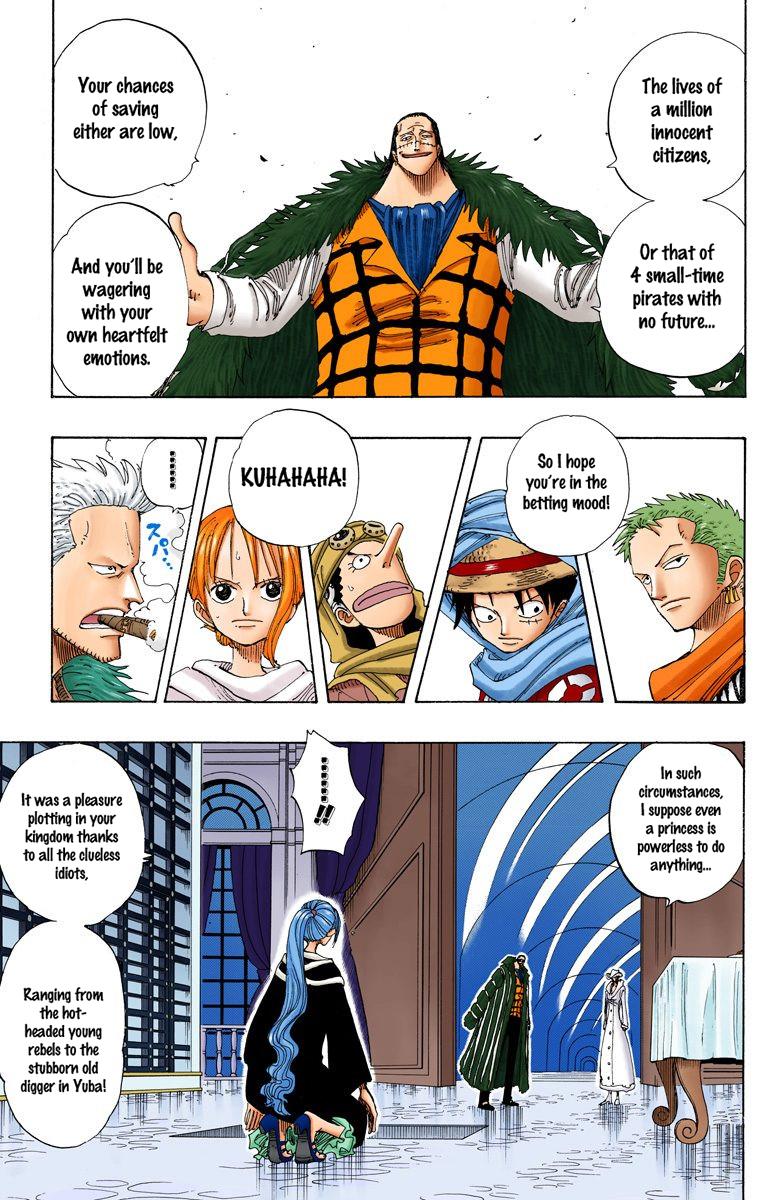 The lives of
a million
innocent
citizens,
Or that of
4 small-time
pirates with
no future...
Your chances
of saving
either are low,
And you'll be
wagering
with your
own heartfelt
emotions.
So I hope
you're in the
betting mood!
KUHAHAHA!
......
スパ...
In such
circumstances,
I suppose even
a princess is
powerless to do
anything...
......!!
It was a pleasure
plotting in your
kingdom thanks
to all the clueless
idiots,
Ranging from
the hot-
headed young
rebels to the
stubborn old
digger in Yuba!